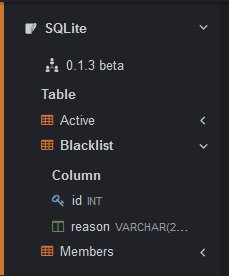 SQLite
0.1.3 beta
Table
Active
Blacklist
Column
id INT
reason VARCHAR(2...
Members